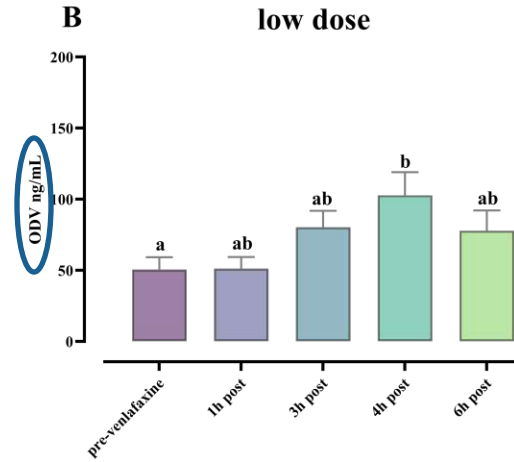 B
low dose
ODV ng/mL
200
150
100
50
0
a
ab
ab
b
ab
pre-venlafaxine
1h post
3h post
4h post
6h post